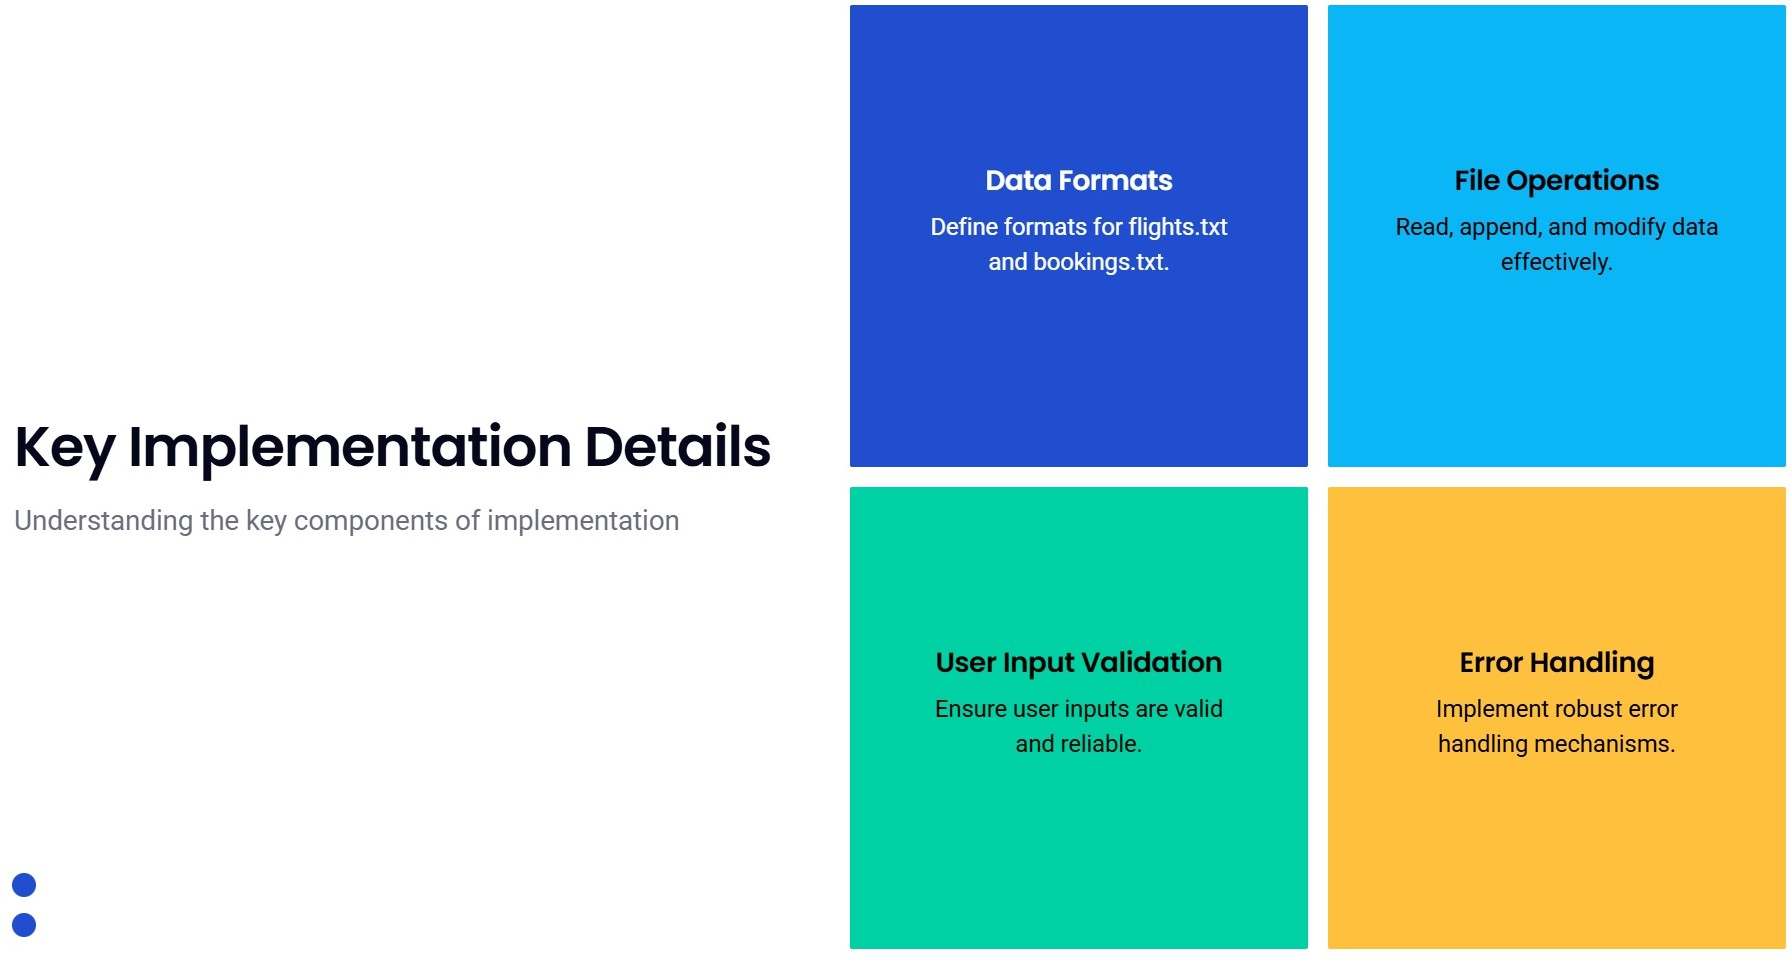 Key Implementation Details
Understanding the key components of implementation
Data Formats
Define formats for flights.txt
and bookings.txt.
File Operations
Read, append, and modify data
effectively.
User Input Validation
Ensure user inputs are valid
and reliable.
Error Handling
Implement robust error
handling mechanisms.